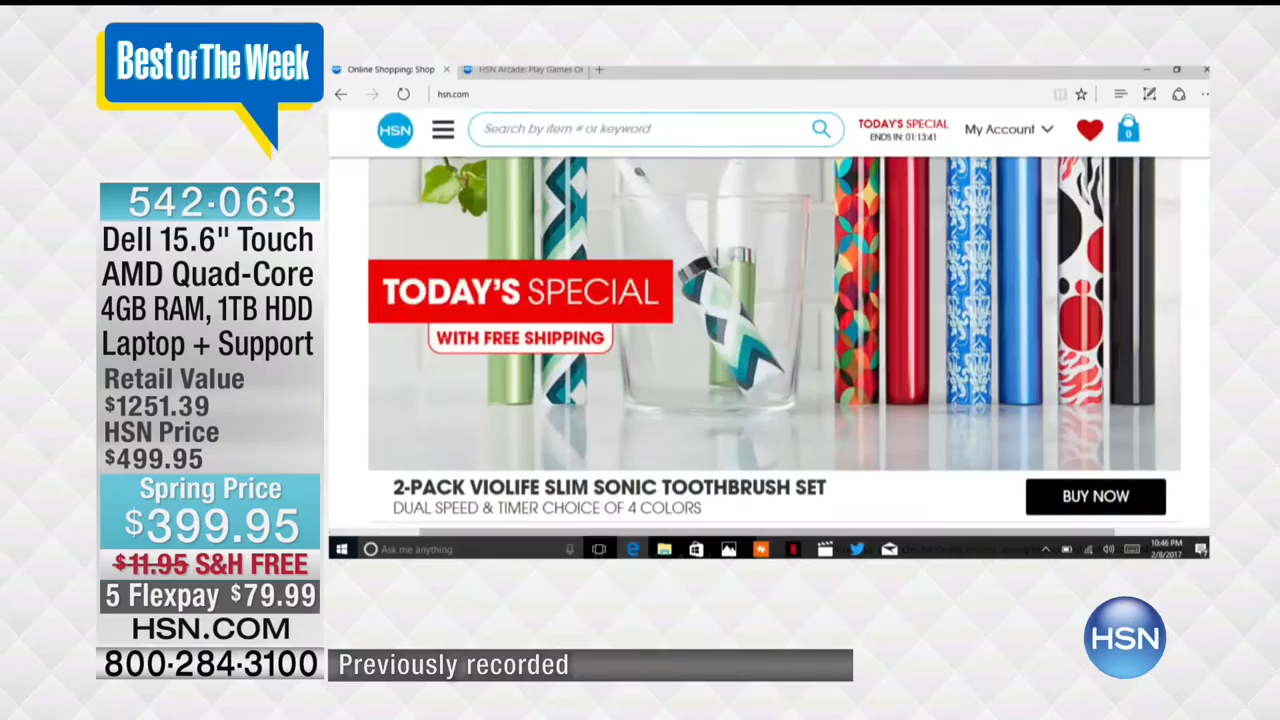 Best of The Week
542-063
Dell 15.6" Touch
AMD Quad-Core
4GB RAM, 1TB HDD
Laptop + Support
Retail Value
$1251.39
HSN Price
$499.95
Spring Price
$399.95
$11.95 S&H FREE
5 Flexpay $79.99
HSN.COM
800-284-3100
Previously recorded
Online Shopping: Shop
HSN Arcade: Play Games On
hsn.com
HSN
Search by item # or keyword
TODAY'S SPECIAL
ENDS IN: 01:13:41
My Account
0
TODAY'S SPECIAL
WITH FREE SHIPPING
2-PACK VIOLIFE SLIM SONIC TOOTHBRUSH SET
DUAL SPEED & TIMER CHOICE OF 4 COLORS
BUY NOW
Ask me anything
10:46 PM
2/8/2017
HSN